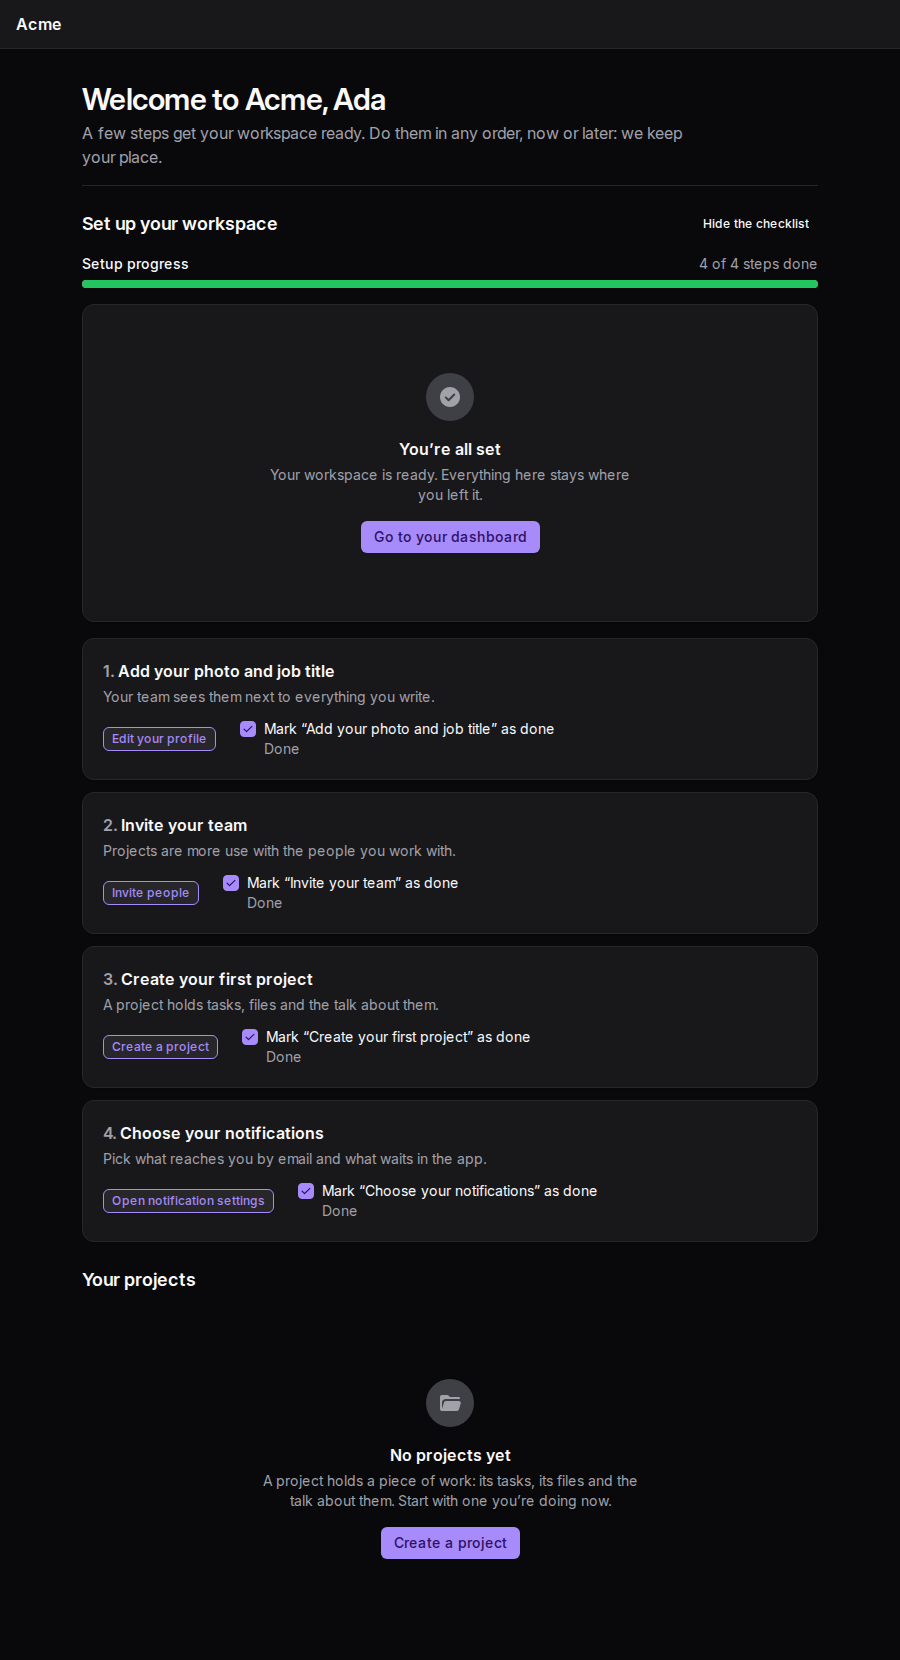 Acme
Welcome to Acme, Ada
A few steps get your workspace ready. Do them in any order, now or later: we keep
your place.
Set up your workspace
Hide the checklist
Setup progress
4 of 4 steps done
You’re all set
Your workspace is ready. Everything here stays where
you left it.
Go to your dashboard
1. Add your photo and job title
Your team sees them next to everything you write.
Edit your profile
Mark “Add your photo and job title” as done
Done
2. Invite your team
Projects are more use with the people you work with.
Invite people
Mark “Invite your team” as done
Done
3. Create your first project
A project holds tasks, files and the talk about them.
Create a project
Mark “Create your first project” as done
Done
4. Choose your notifications
Pick what reaches you by email and what waits in the app.
Open notification settings
Mark “Choose your notifications” as done
Done
Your projects
No projects yet
A project holds a piece of work: its tasks, its files and the
talk about them. Start with one you’re doing now.
Create a project